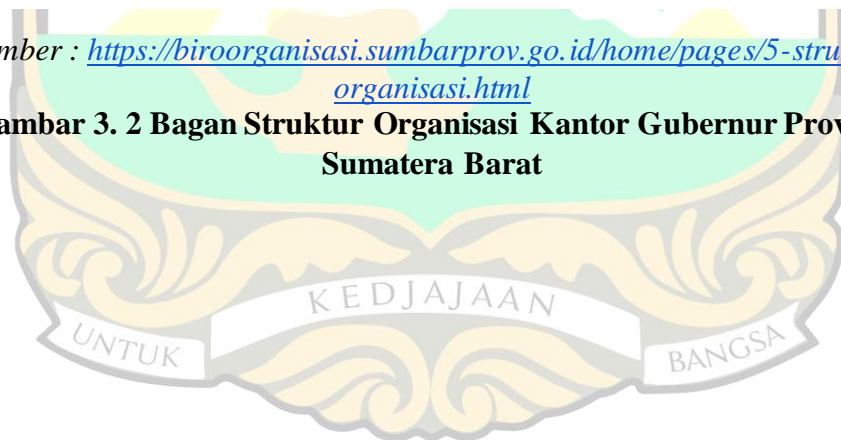 mber : https://biroorganisasi.sumbarprov.go.id/home/pages/5-stru
organisasi.html
ambar 3. 2 Bagan Struktur Organisasi Kantor Gubernur Prov
Sumatera Barat
UNTUK KEDJAJAAN BANGSA